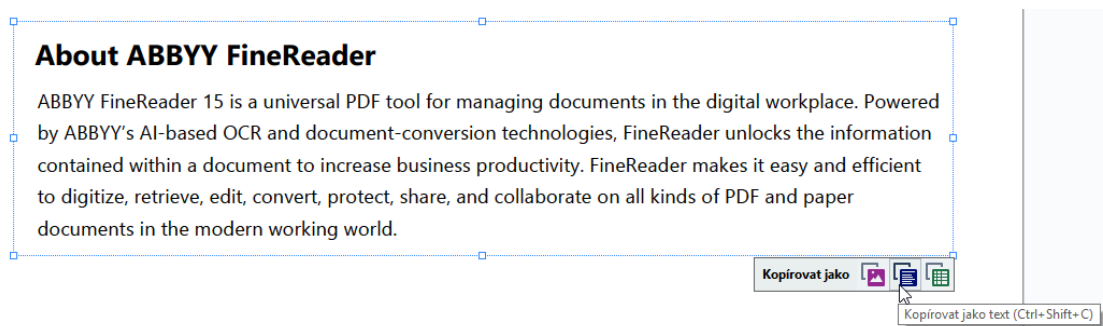 About ABBYY FineReader
ABBYY FineReader 15 is a universal PDF tool for managing documents in the digital workplace. Powered
by ABBYY's AI-based OCR and document-conversion technologies, FineReader unlocks the information
contained within a document to increase business productivity. FineReader makes it easy and efficient
to digitize, retrieve, edit, convert, protect, share, and collaborate on all kinds of PDF and paper
documents in the modern working world.
Kopírovat jako
Kopírovat jako text (Ctrl+Shift+C)